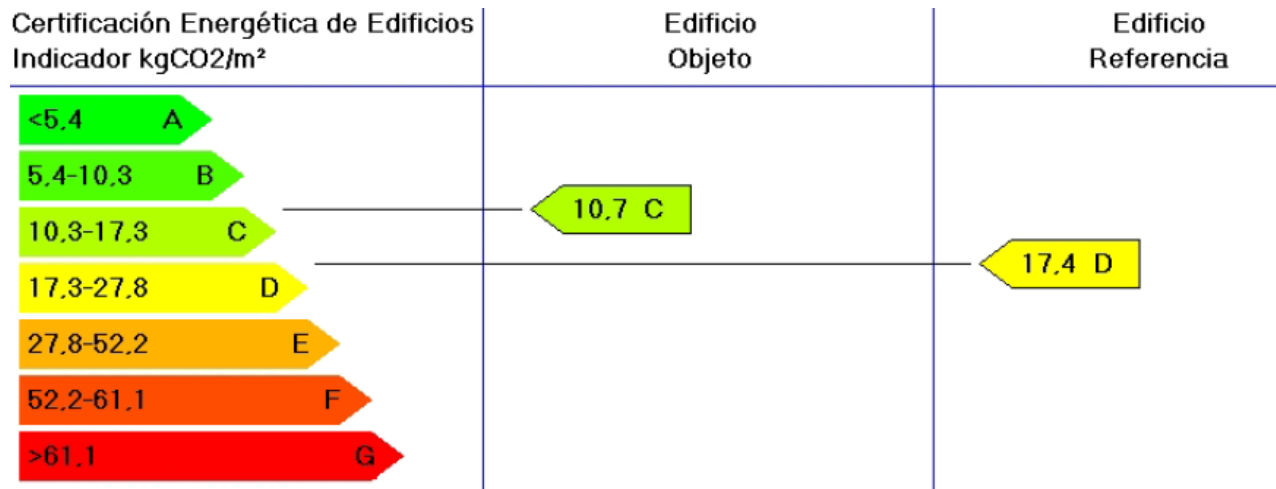 Certificación Energética de Edificios
Indicador kgCO2/m²
Edificio
Objeto
Edificio
Referencia
<5,4 A
5,4-10,3 B
10,3-17,3 C
10,7 C
17,3-27,8 D
17,4 D
27,8-52,2 E
52,2-61,1 F
>61,1 G